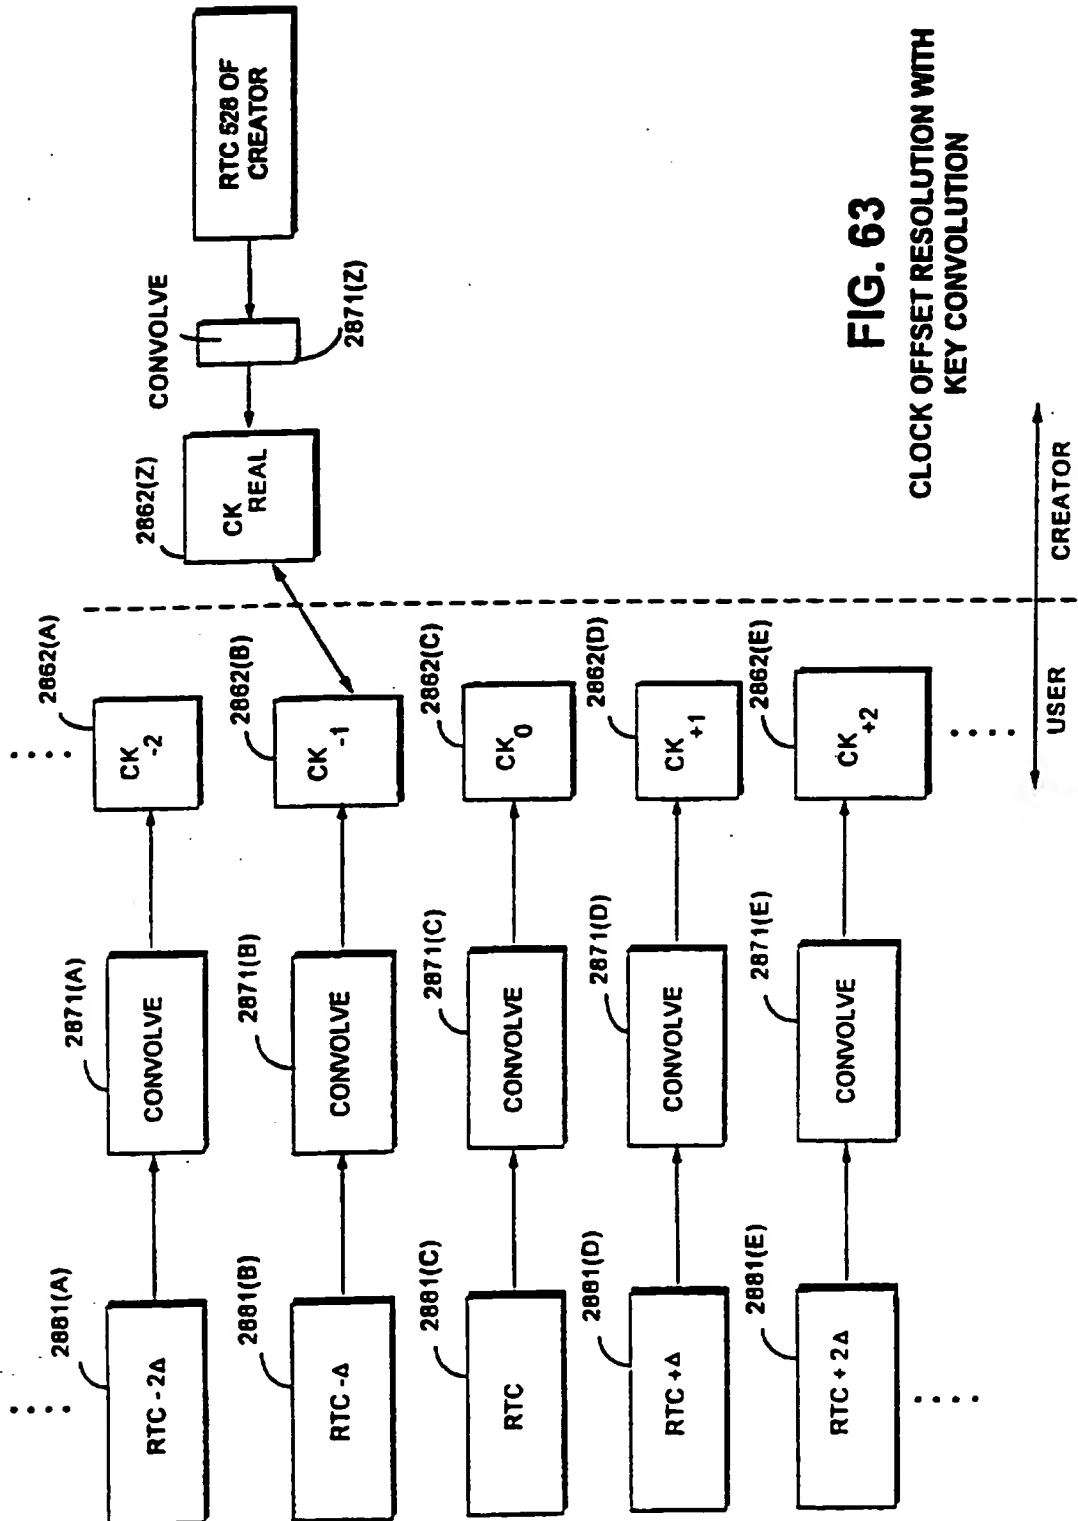 2881(A)
RTC - 2Δ
2871(A)
CONVOLVE
2862(A)
CK -2
2881(B)
RTC -Δ
2871(B)
CONVOLVE
2862(B)
CK -1
2881(C)
RTC
2871(C)
CONVOLVE
2862(C)
CK 0
2881(D)
RTC +Δ
2871(D)
CONVOLVE
2862(D)
CK +1
2881(E)
RTC + 2Δ
2871(E)
CONVOLVE
2862(E)
CK +2
2862(Z)
CK REAL
CONVOLVE
2871(Z)
RTC 528 OF
CREATOR
USER
CREATOR
FIG. 63
CLOCK OFFSET RESOLUTION WITH
KEY CONVOLUTION